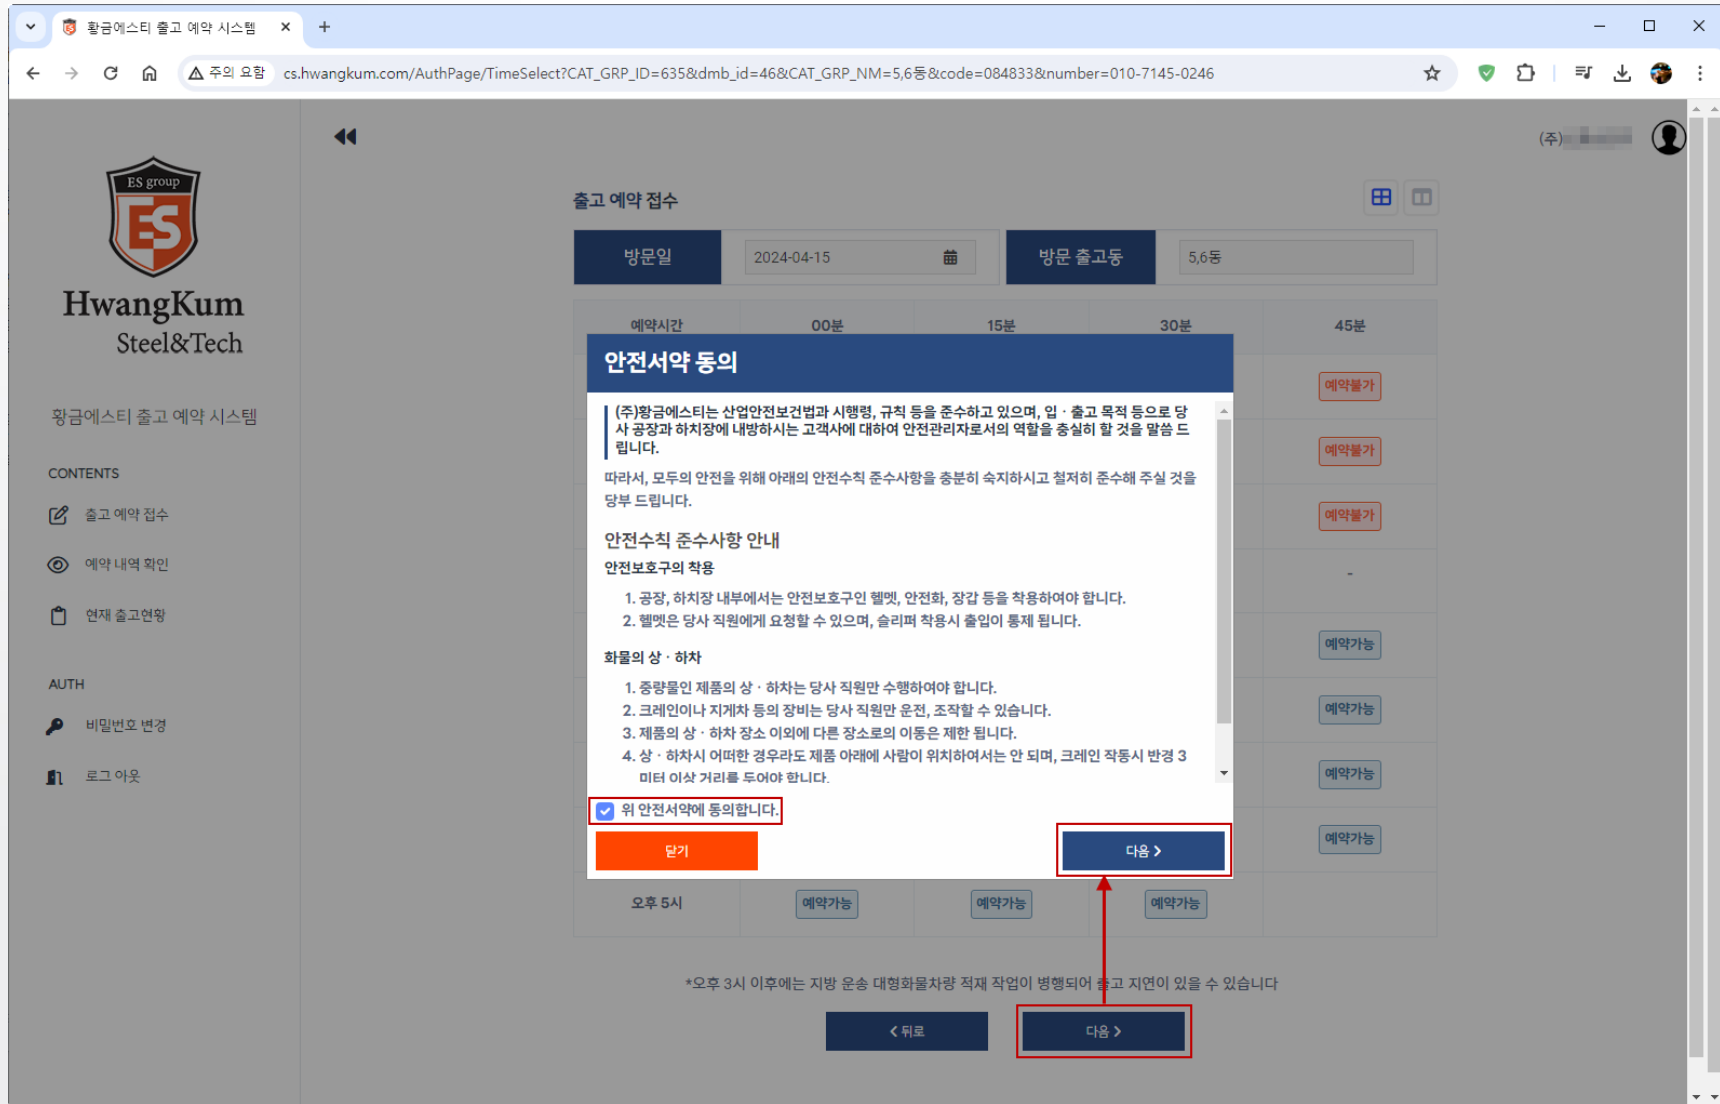 황금에스티 출고 예약 시스템
주의 요함 cs.hwangkum.com/AuthPage/TimeSelect?CAT_GRP_ID=635&dmb_id=46&CAT_GRP_NM=5,6동&code=084833&number=010-7145-0246
(주)
ES group
ES
HwangKum
Steel&Tech
황금에스티 출고 예약 시스템
CONTENTS
출고 예약 접수
예약 내역 확인
현재 출고현황
AUTH
비밀번호 변경
로그 아웃
출고 예약 접수
방문일 2024-04-15 방문 출고동 5,6동
예약시간 00분 15분 30분 45분
예약불가
예약불가
예약불가
-
예약가능
예약가능
예약가능
예약가능
안전서약 동의
(주)황금에스티는 산업안전보건법과 시행령, 규칙 등을 준수하고 있으며, 입 · 출고 목적 등으로 당
사 공장과 하치장에 내방하시는 고객사에 대하여 안전관리자로서의 역할을 충실히 할 것을 말씀 드
립니다.
따라서, 모두의 안전을 위해 아래의 안전수칙 준수사항을 충분히 숙지하시고 철저히 준수해 주실 것을
당부 드립니다.
안전수칙 준수사항 안내
안전보호구의 착용
1. 공장, 하치장 내부에서는 안전보호구인 헬멧, 안전화, 장갑 등을 착용하여야 합니다.
2. 헬멧은 당사 직원에게 요청할 수 있으며, 슬리퍼 착용시 출입이 통제 됩니다.
화물의 상 · 하차
1. 중량물인 제품의 상 · 하차는 당사 직원만 수행하여야 합니다.
2. 크레인이나 지게차 등의 장비는 당사 직원만 운전, 조작할 수 있습니다.
3. 제품의 상 · 하차 장소 이외에 다른 장소로의 이동은 제한 됩니다.
4. 상 · 하차시 어떠한 경우라도 제품 아래에 사람이 위치하여서는 안 되며, 크레인 작동시 반경 3
미터 이상 거리를 두어야 합니다.
위 안전서약에 동의합니다.
닫기 다음
오후 5시 예약가능 예약가능 예약가능
*오후 3시 이후에는 지방 운송 대형화물차량 적재 작업이 병행되어 출고 지연이 있을 수 있습니다
뒤로 다음